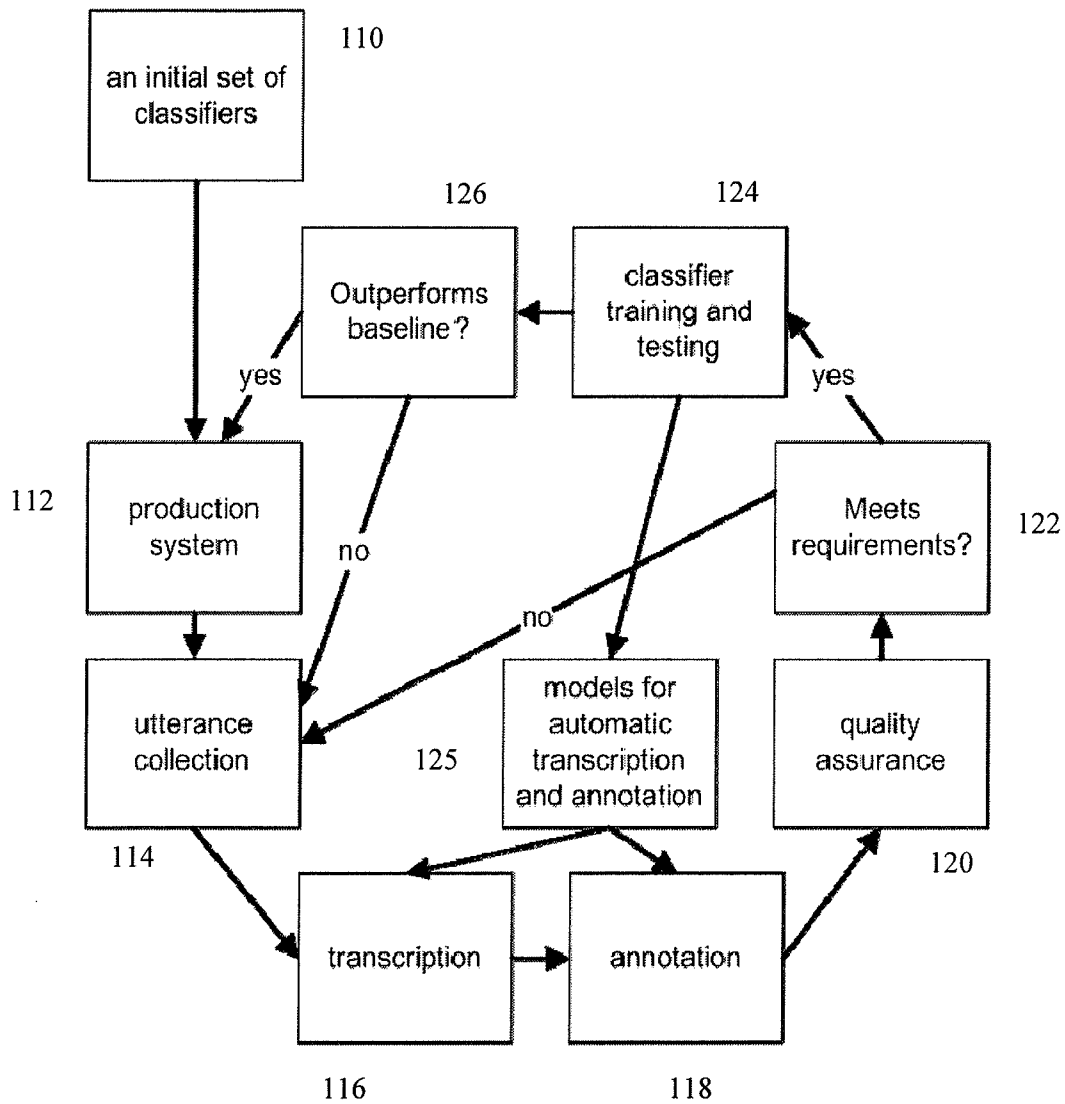 110
an initial set of
classifiers
126
124
Outperforms
baseline?
classifier
training and
testing
yes
yes
112
production
system
Meets
requirements?
122
no
no
utterance
collection
models for
automatic
transcription
and annotation
125
quality
assurance
114
120
transcription
annotation
116
118